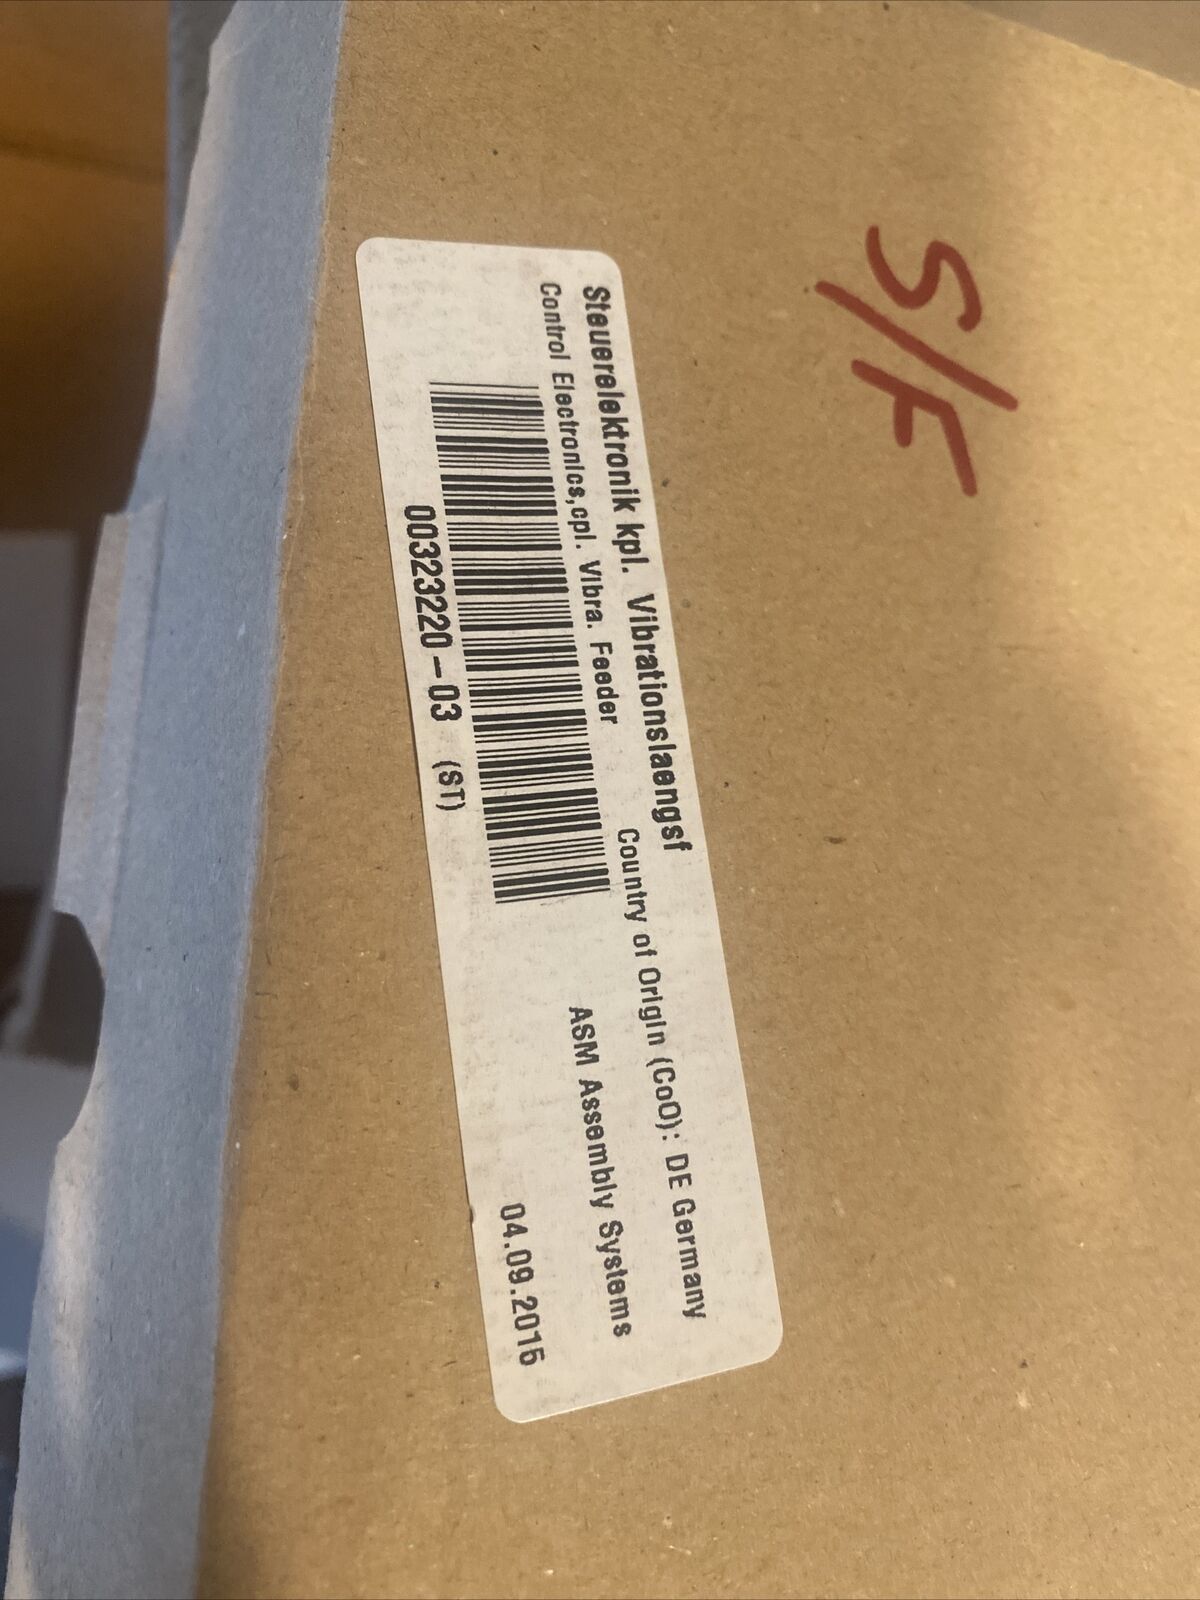 S/F
Steuerelektronik kpl. Vibrationslaengsf
Control Electronics,cpl. Vibra. Feeder
Country of Origin (CoO): DE Germany
ASM Assembly Systems
00323220-03 (ST)
04.09.2015